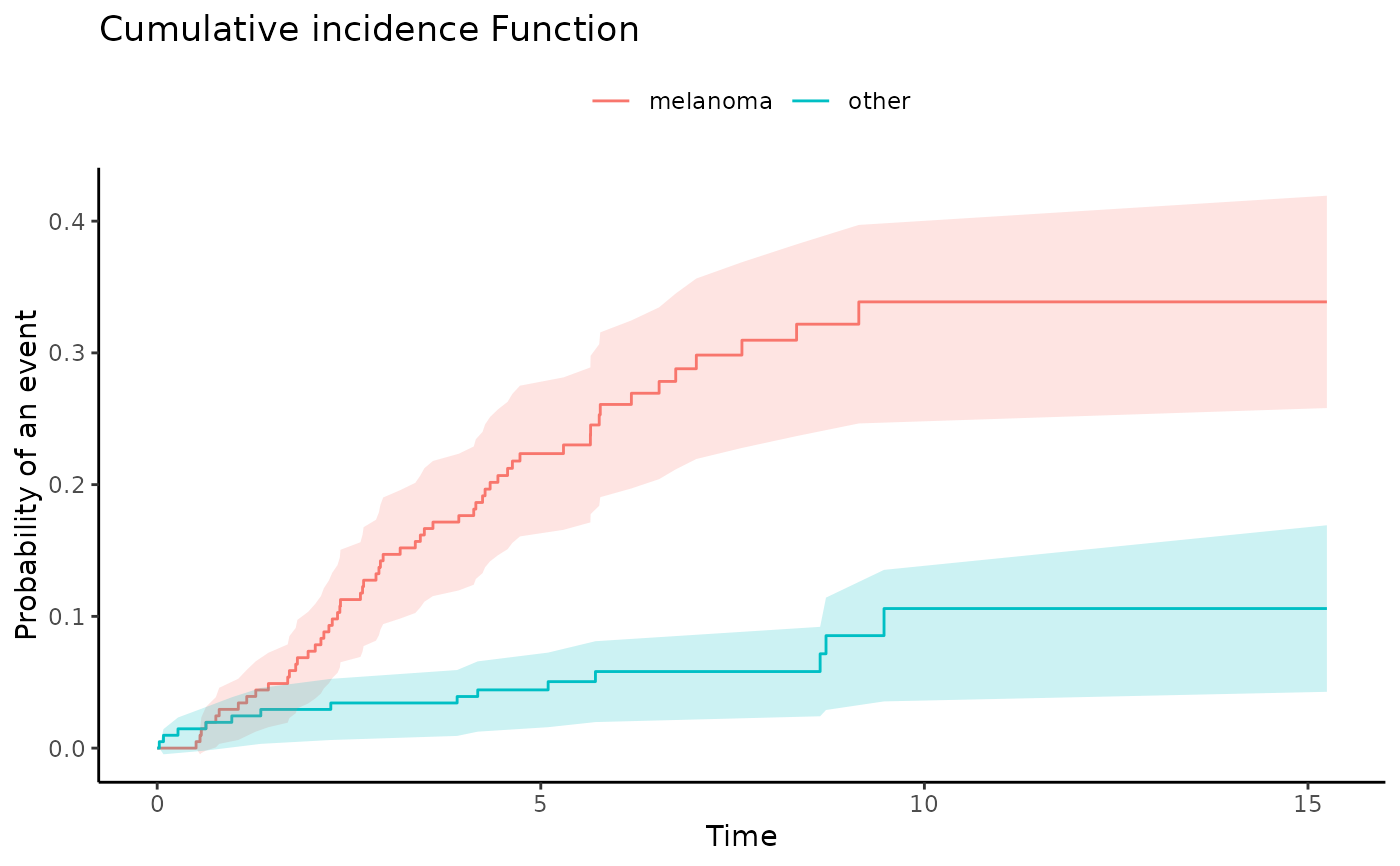 Cumulative incidence Function
melanoma other
Probability of an event
0.4
0.3
0.2
0.1
0.0
0 5 10 15
Time